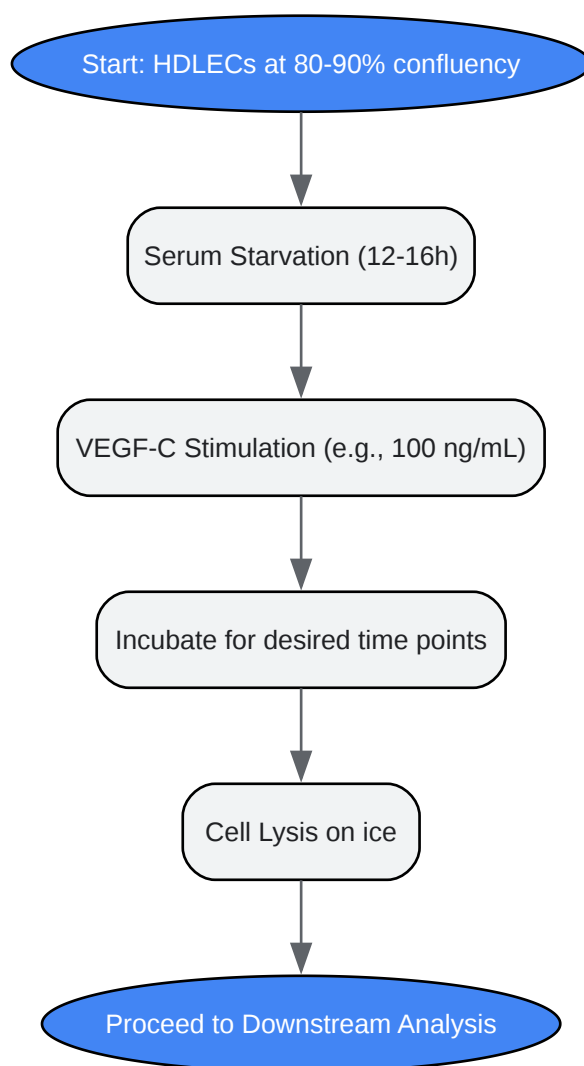 Start: HDLECs at 80-90% confluency
Serum Starvation (12-16h)
VEGF-C Stimulation (e.g., 100 ng/mL)
Incubate for desired time points
Cell Lysis on ice
Proceed to Downstream Analysis